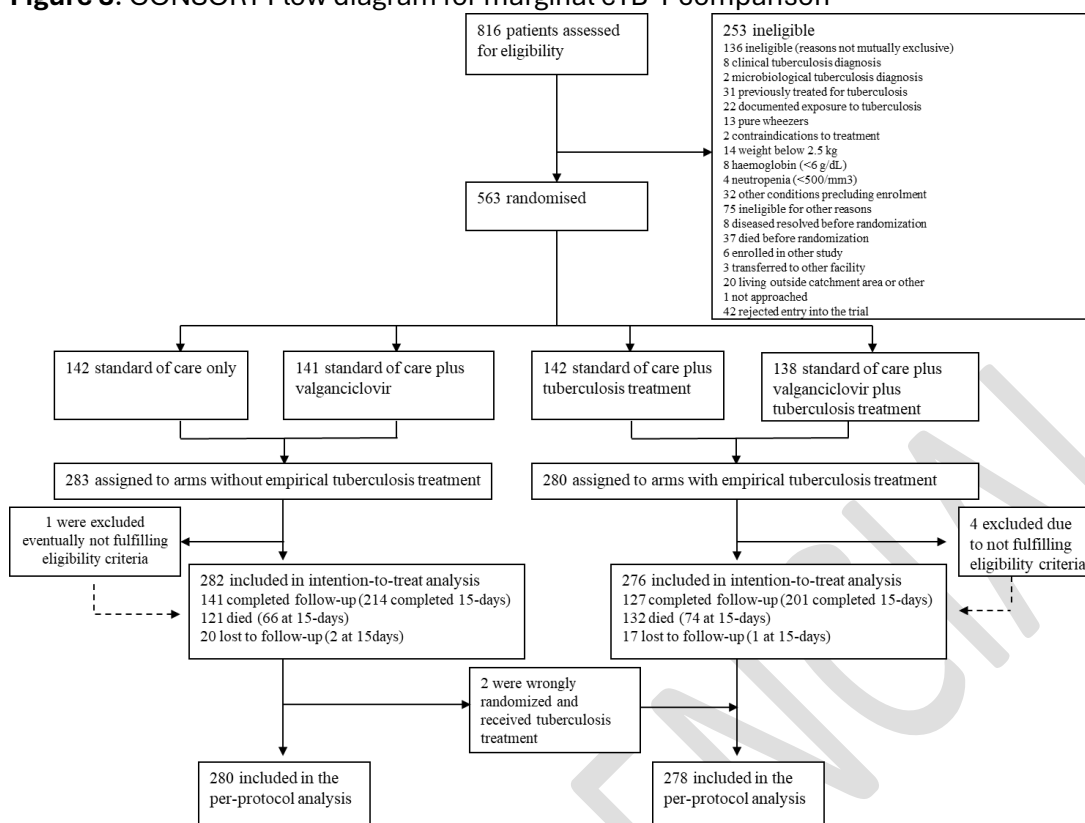 Figure 3. CONSORT Flow diagram for marginal eTB-T comparison
816 patients assessed
for eligibility
253 ineligible
136 ineligible (reasons not mutually exclusive)
8 clinical tuberculosis diagnosis
2 microbiological tuberculosis diagnosis
31 previously treated for tuberculosis
22 documented exposure to tuberculosis
13 pure wheezers
2 contraindications to treatment
14 weight below 2.5 kg
8 haemoglobin (<6 g/dL)
4 neutropenia (<500/mm3)
32 other conditions precluding enrolment
75 ineligible for other reasons
8 diseased resolved before randomization
37 died before randomization
6 enrolled in other study
3 transferred to other facility
20 living outside catchment area or other
1 not approached
42 rejected entry into the trial
563 randomised
142 standard of care only
141 standard of care plus
valganciclovir
142 standard of care plus
tuberculosis treatment
138 standard of care plus
valganciclovir plus
tuberculosis treatment
283 assigned to arms without empirical tuberculosis treatment
280 assigned to arms with empirical tuberculosis treatment
1 were excluded
eventually not fulfilling
eligibility criteria
4 excluded due
to not fulfilling
eligibility criteria
282 included in intention-to-treat analysis
141 completed follow-up (214 completed 15-days)
121 died (66 at 15-days)
20 lost to follow-up (2 at 15days)
276 included in intention-to-treat analysis
127 completed follow-up (201 completed 15-days)
132 died (74 at 15-days)
17 lost to follow-up (1 at 15-days)
2 were wrongly
randomized and
received tuberculosis
treatment
280 included in the
per-protocol analysis
278 included in the
per-protocol analysis
ENCIAL